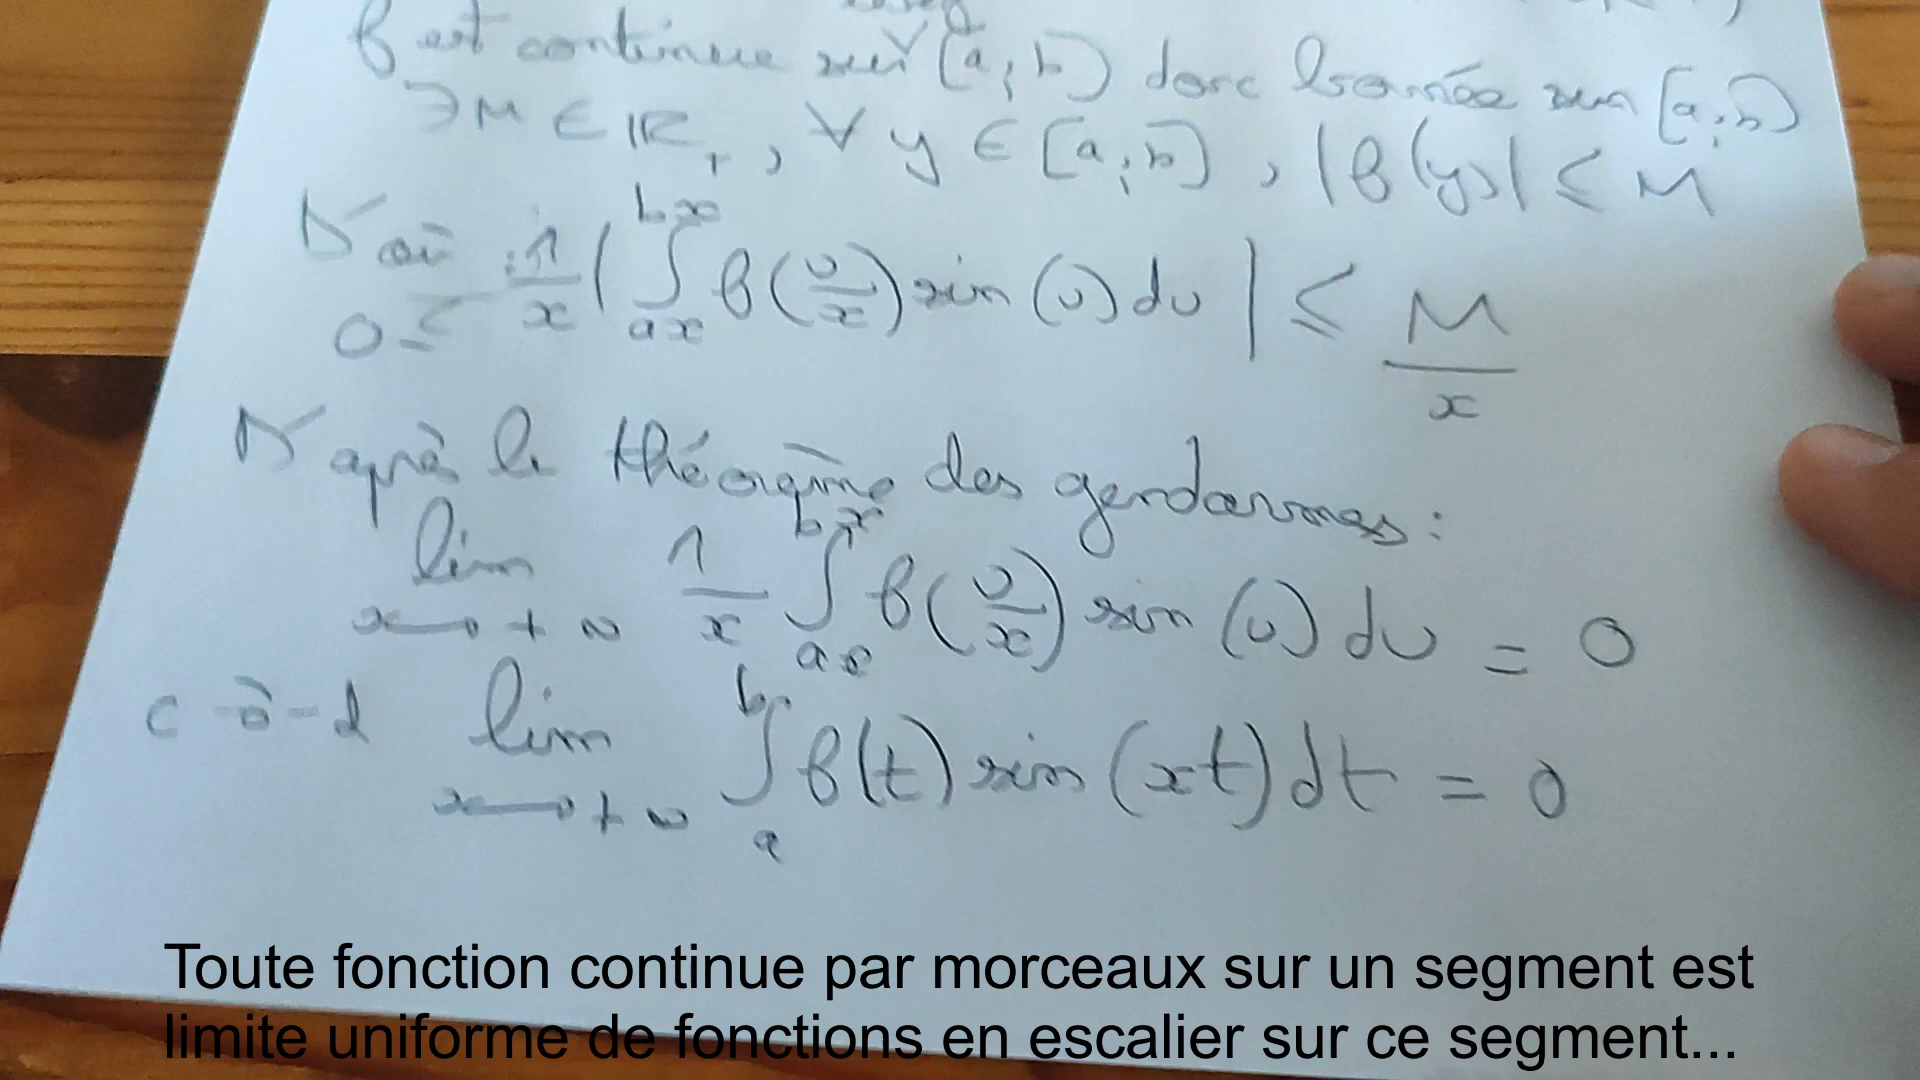 f est continue sur [a; b] donc bornée sur [a; b]
∃ M ∈ ℝ+, ∀ y ∈ [a; b], |f(y)| ≤ M
D'où 0 ≤ 1/x | ∫_{ax}^{bx} f(u/x) sin(u) du | ≤ M/x
D'après le théorème des gendarmes :
lim_{x→+∞} 1/x ∫_{ax}^{bx} f(u/x) sin(u) du = 0
c-à-d lim_{x→+∞} ∫_a^b f(t) sin(xt) dt = 0
Toute fonction continue par morceaux sur un segment est
limite uniforme de fonctions en escalier sur ce segment...